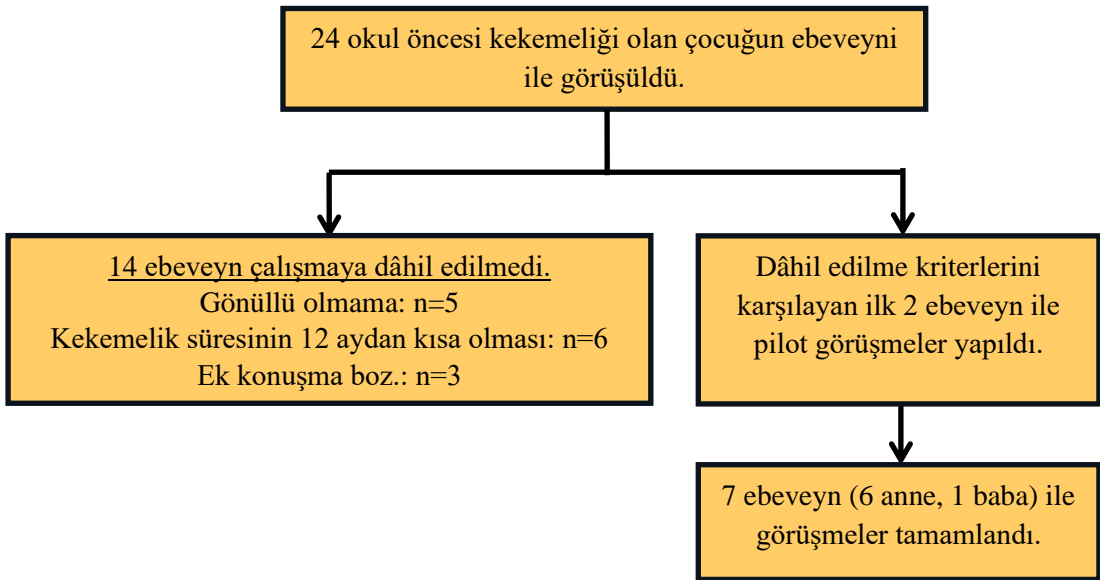 24 okul öncesi kekemeliği olan çocuğun ebeveyni
ile görüşüldü.
14 ebeveyn çalışmaya dâhil edilmedi.
Gönüllü olmama: n=5
Kekemelik süresinin 12 aydan kısa olması: n=6
Ek konuşma boz.: n=3
Dâhil edilme kriterlerini
karşılayan ilk 2 ebeveyn ile
pilot görüşmeler yapıldı.
7 ebeveyn (6 anne, 1 baba) ile
görüşmeler tamamlandı.